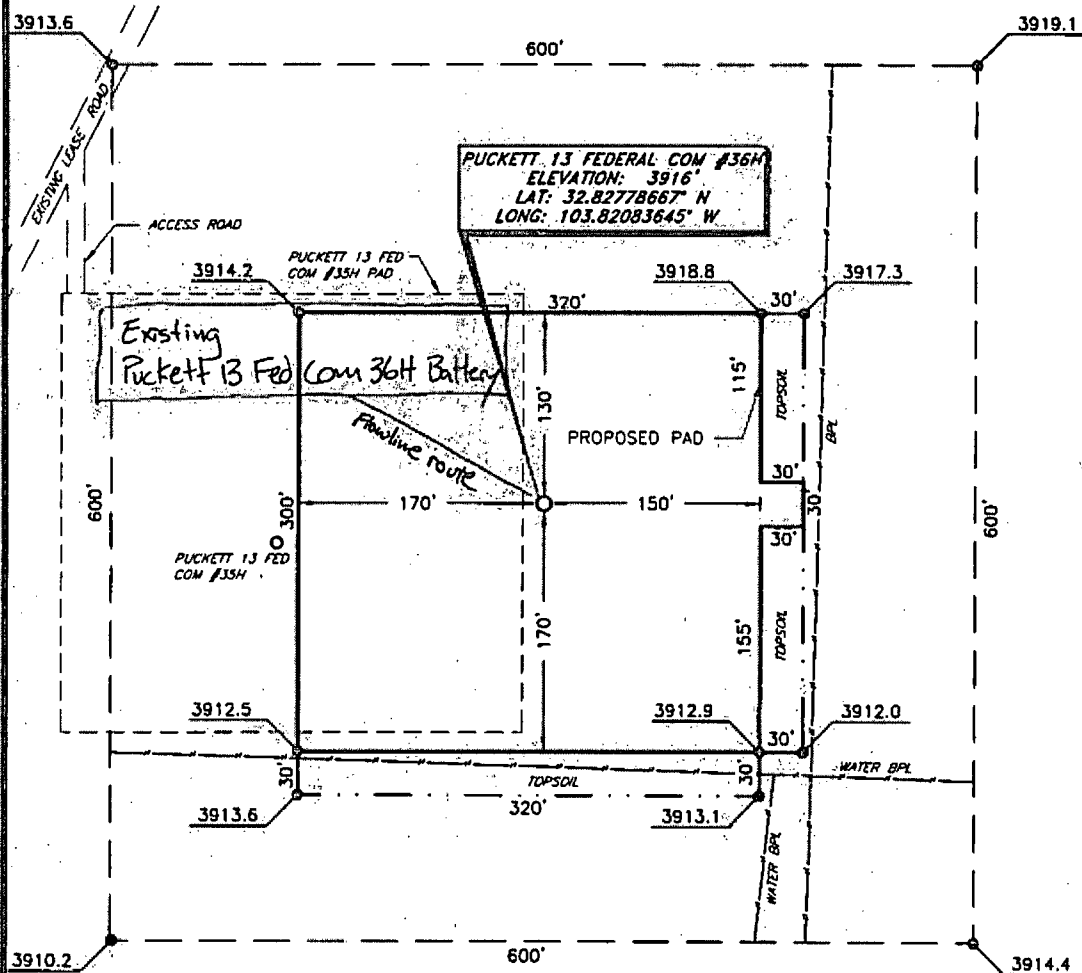 3913.6
600'
3919.1
EXISTING LEASE ROAD
PUCKETT 13 FEDERAL COM #36H
ELEVATION: 3916'
LAT: 32.82778667° N
LONG: 103.82083645° W
ACCESS ROAD
PUCKETT 13 FED
COM #35H PAD
3914.2
3918.8
3917.3
320'
30'
Existing
Puckett 13 Fed Com 36H Battery
115'
TOPSOIL
BPL
130'
PROPOSED PAD
Flowline route
30'
600'
300'
170'
150'
30'
600'
30'
PUCKETT 13 FED
COM #35H
170'
155'
TOPSOIL
3912.5
3912.9
3912.0
30'
30'
TOPSOIL
30'
WATER BPL
320'
3913.6
3913.1
WATER BPL
3910.2
600'
3914.4